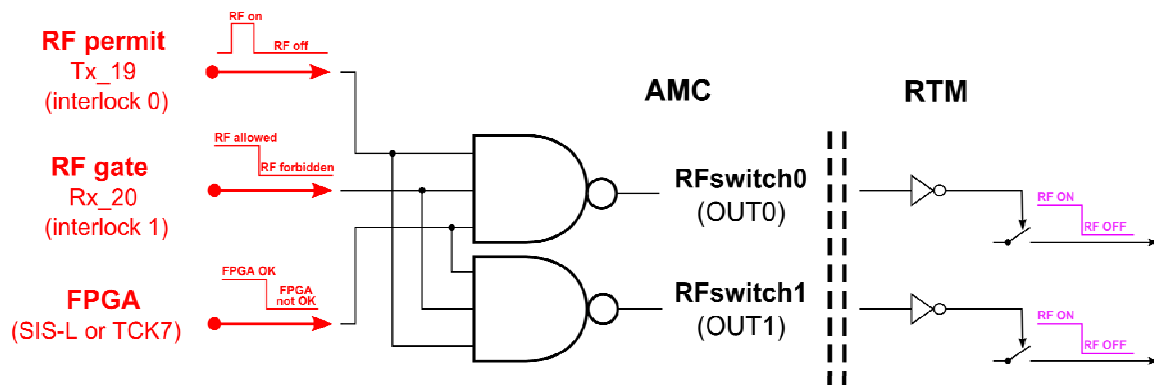 RF permit
Tx_19
(interlock 0)
RF on
RF off
RF gate
Rx_20
(interlock 1)
RF allowed
RF forbidden
FPGA
(SIS-L or TCK7)
FPGA OK
FPGA
not OK
AMC
RTM
RFswitch0
(OUT0)
RF ON
RF OFF
RFswitch1
(OUT1)
RF ON
RF OFF